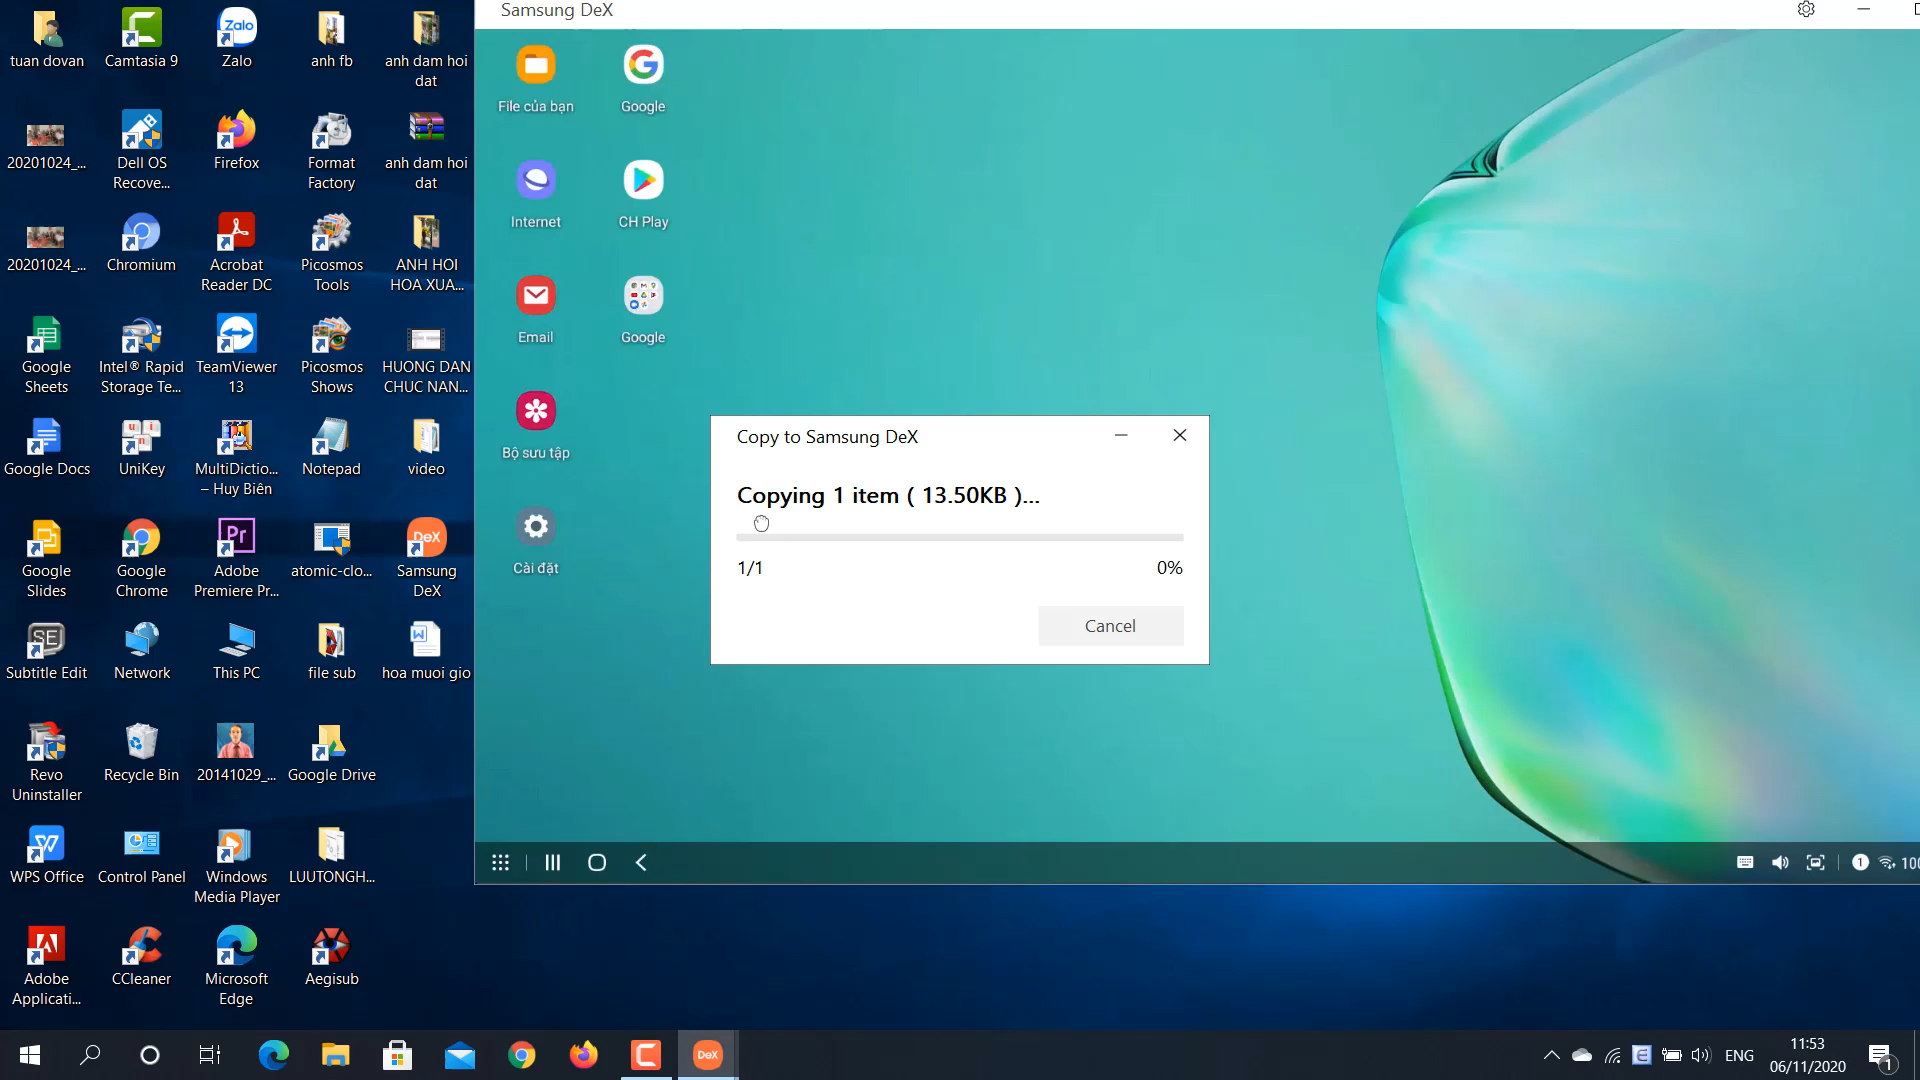 tuan dovan
Camtasia 9
Zalo
anh fb
anh dam hoi
dat
20201024_...
Dell OS
Recove...
Firefox
Format
Factory
anh dam hoi
dat
20201024_...
Chromium
Acrobat
Reader DC
Picosmos
Tools
ANH HOI
HOA XUA...
Google
Sheets
Intel® Rapid
Storage Te...
TeamViewer
13
Picosmos
Shows
HUONG DAN
CHUC NAN...
Google Docs
UniKey
MultiDictio...
– Huy Biên
Notepad
video
Google
Slides
Google
Chrome
Adobe
Premiere Pr...
atomic-clo...
Samsung
DeX
Subtitle Edit
Network
This PC
file sub
hoa muoi gio
Revo
Uninstaller
Recycle Bin
20141029_...
Google Drive
WPS Office
Control Panel
Windows
Media Player
LUUTONGH...
Adobe
Applicati...
CCleaner
Microsoft
Edge
Aegisub
Samsung DeX
File của bạn
Google
Internet
CH Play
Email
Google
Bộ sưu tập
Cài đặt
Copy to Samsung DeX
Copying 1 item ( 13.50KB )...
1/1
0%
Cancel
1
100
DeX
ENG
11:53
06/11/2020
1